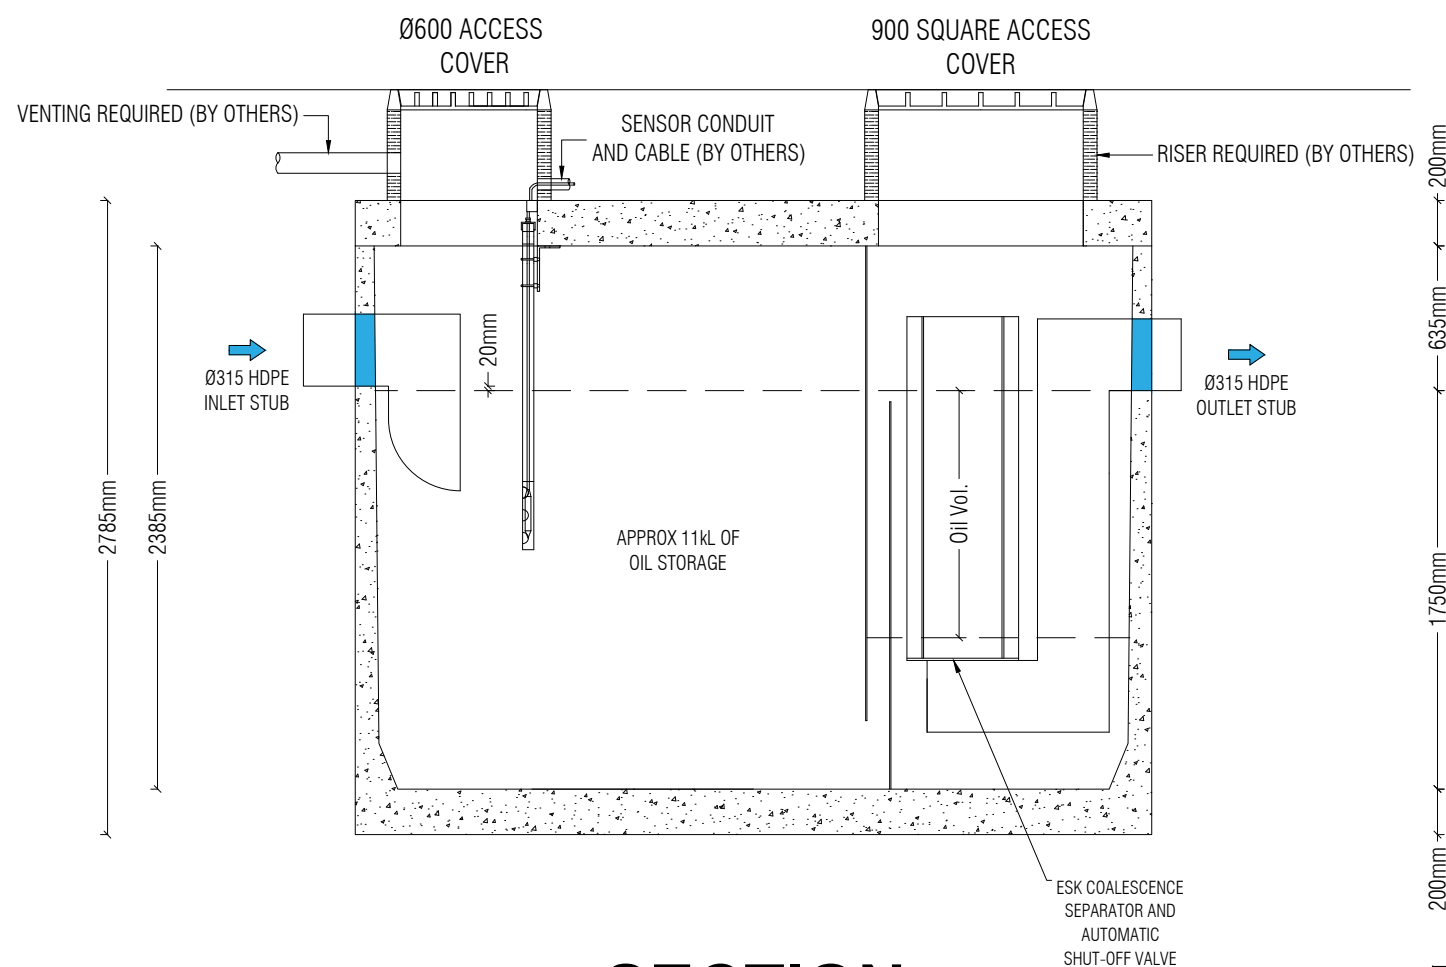 Ø600 ACCESS
COVER
900 SQUARE ACCESS
COVER
VENTING REQUIRED (BY OTHERS)
SENSOR CONDUIT
AND CABLE (BY OTHERS)
RISER REQUIRED (BY OTHERS)
200mm
635mm
20mm
Ø315 HDPE
INLET STUB
Ø315 HDPE
OUTLET STUB
2785mm
2385mm
Oil Vol.
APPROX 11kL OF
OIL STORAGE
1750mm
200mm
ESK COALESCENCE
SEPARATOR AND
AUTOMATIC
SHUT-OFF VALVE
SECTION